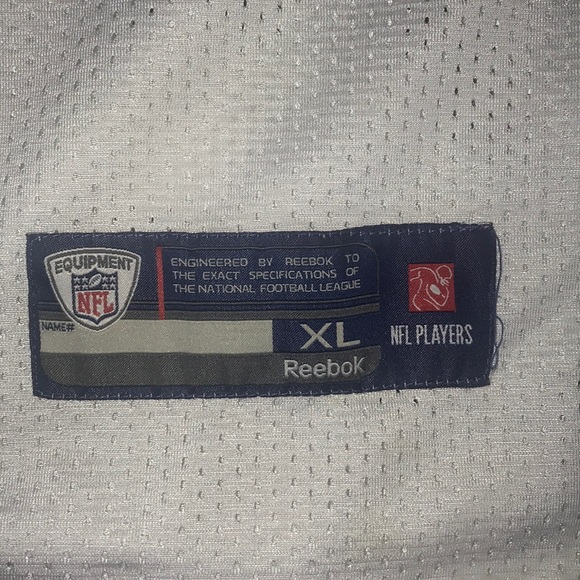 EQUIPMENT
NFL
ENGINEERED BY REEBOK TO
THE EXACT SPECIFICATIONS OF
THE NATIONAL FOOTBALL LEAGUE
NAME#
XL
Reebok
NFL PLAYERS